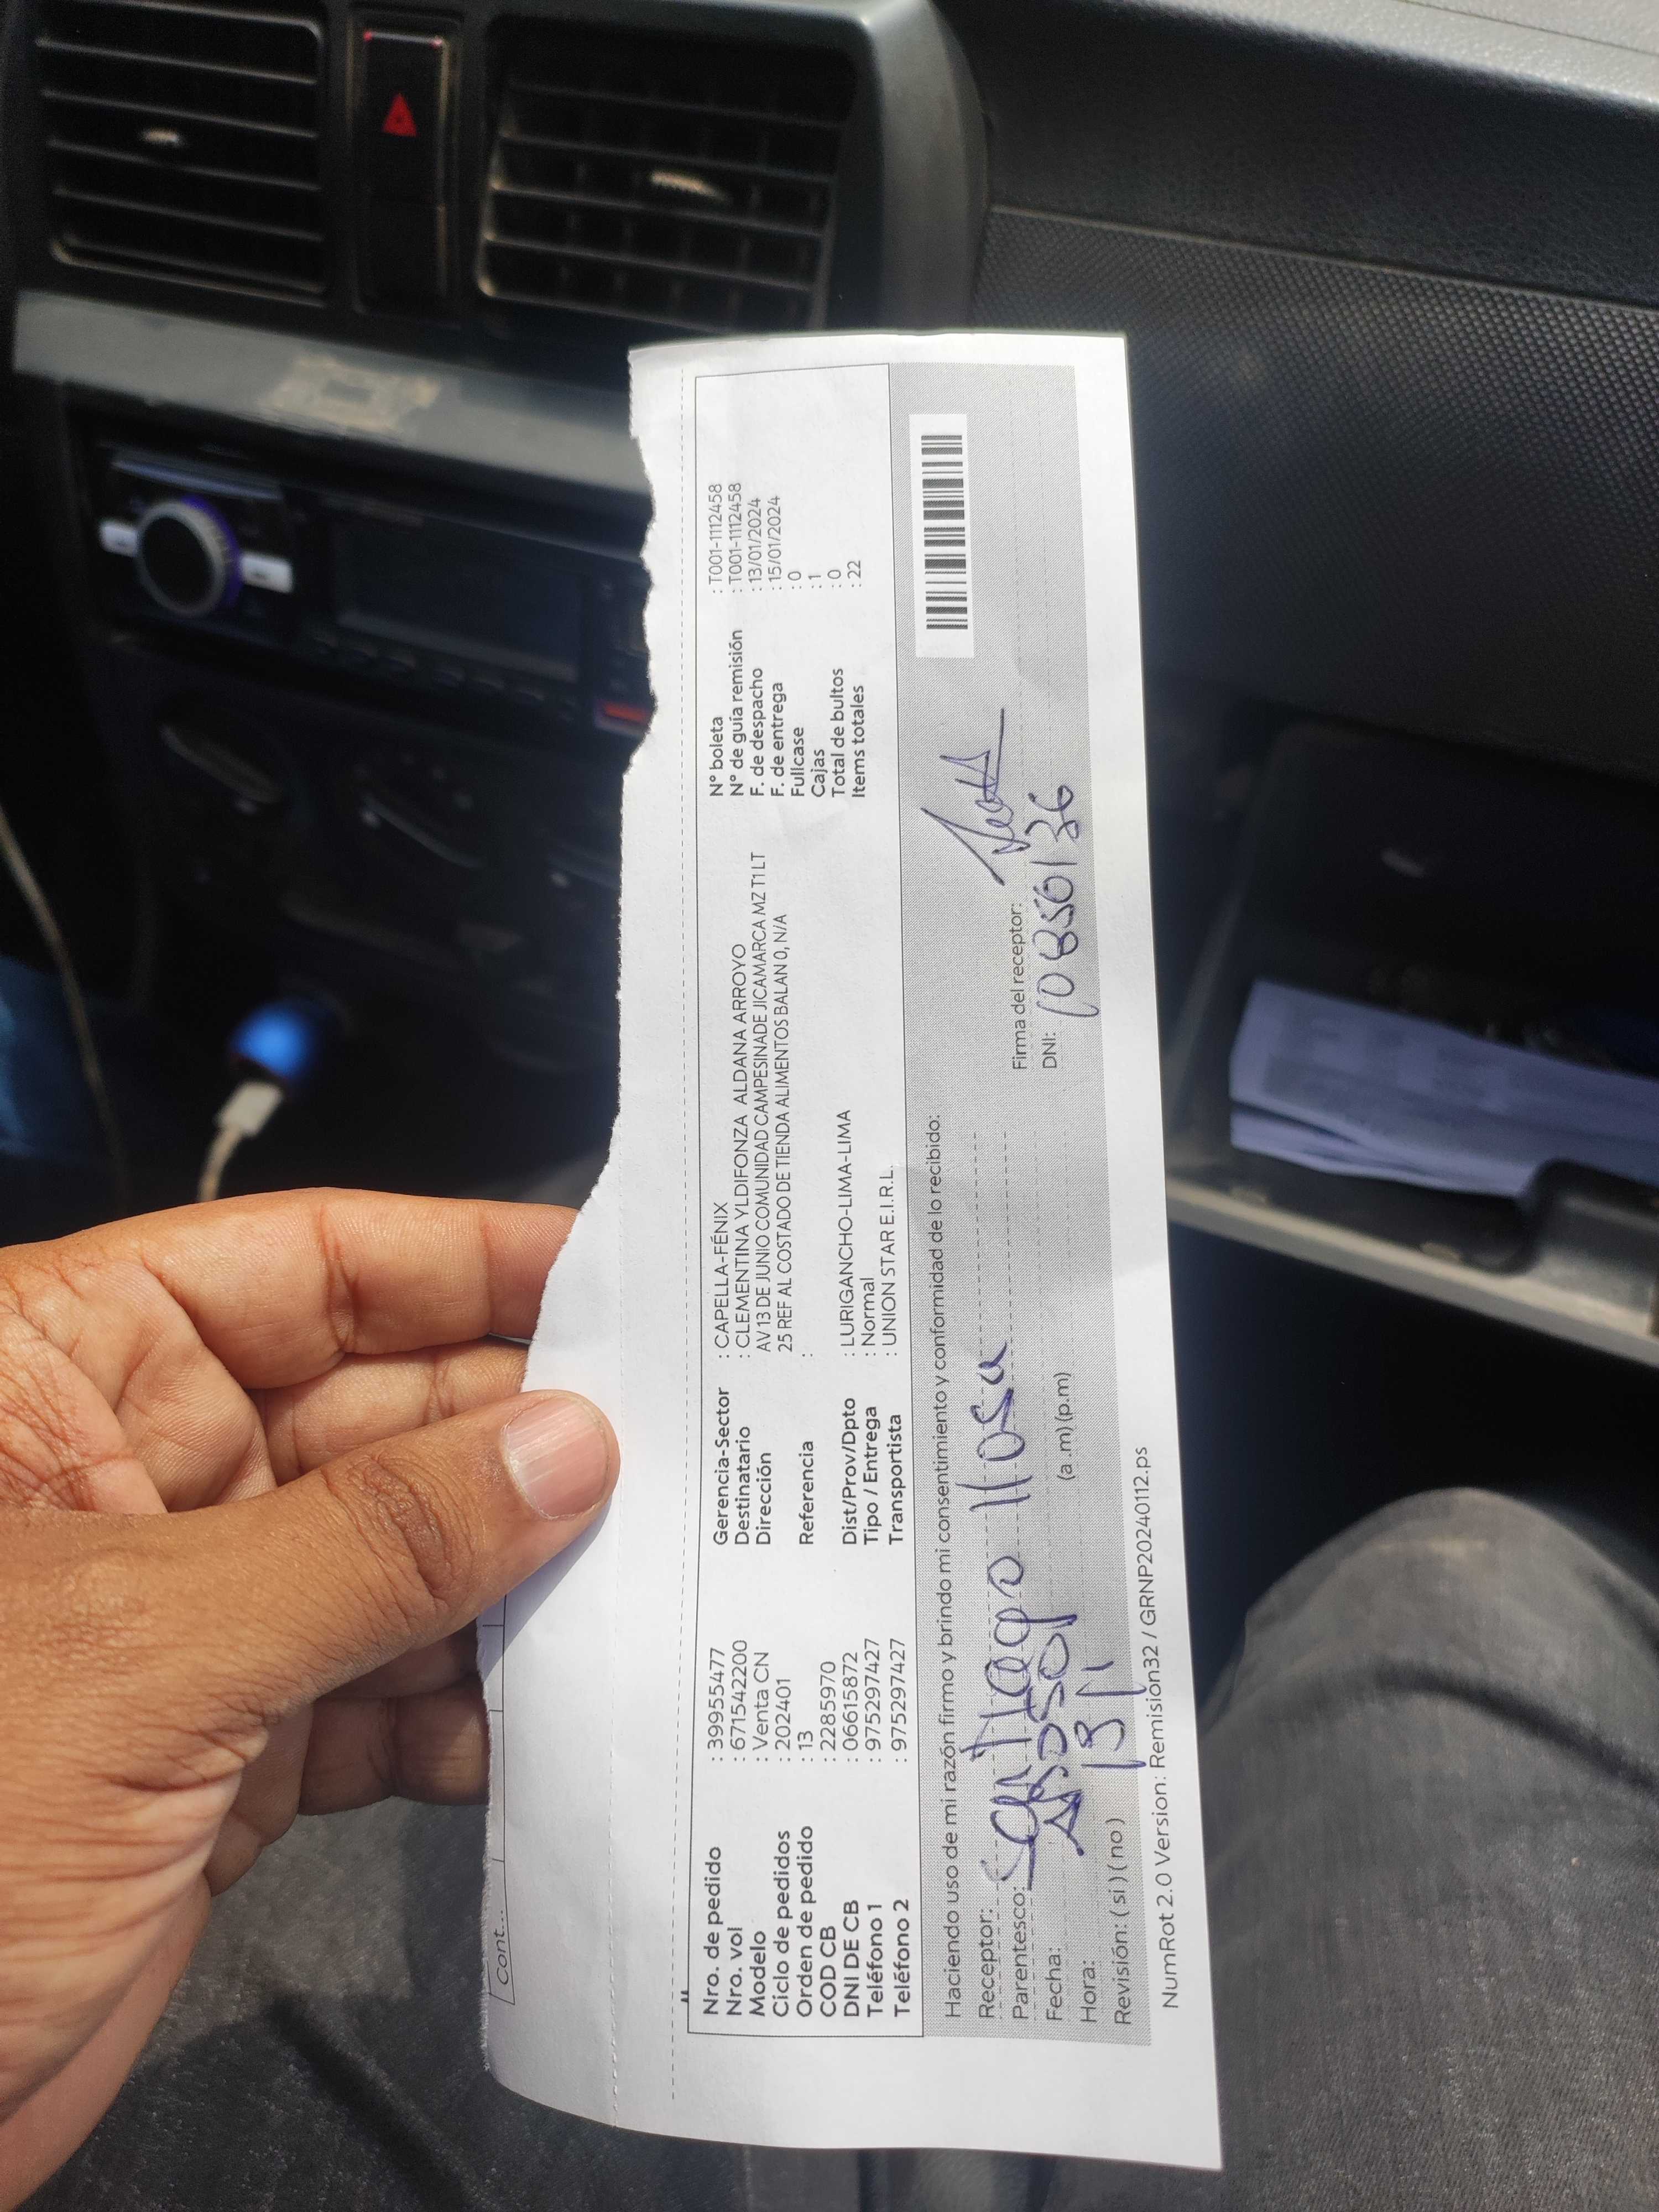 Cont...
Nro. de pedido : 39955477 Gerencia-Sector : CAPELLA-FÉNIX N° boleta : T001-1112458
Nro. vol : 671542200 Destinatario : CLEMENTINA YLDIFONZA ALDANA ARROYO N° de guía remisión : T001-1112458
Modelo : Venta CN Dirección AV 13 DE JUNIO COMUNIDAD CAMPESINADE JICAMARCA MZ T1 LT F. de despacho : 13/01/2024
Ciclo de pedidos : 202401 25 REF AL COSTADO DE TIENDA ALIMENTOS BALAN 0, N/A F. de entrega : 15/01/2024
Orden de pedido : 13 Referencia : Fullcase : 0
COD CB : 2285970 Cajas : 1
DNI DE CB : 06615872 Dist/Prov/Dpto : LURIGANCHO-LIMA-LIMA Total de bultos : 0
Teléfono 1 : 975297427 Tipo / Entrega : Normal Items totales : 22
Teléfono 2 : 975297427 Transportista : UNION STAR E.I.R.L.
Haciendo uso de mi razón firmo y brindo mi consentimiento y conformidad de lo recibido:
Receptor: Santiago llosa
Parentesco: Firma del receptor:
Fecha: DNI: 10850136
Hora: 13 11 (a .m) (p.m)
Revisión: ( si ) ( no )
NumRot 2.0 Version: Remision32 / GRNP20240112.ps